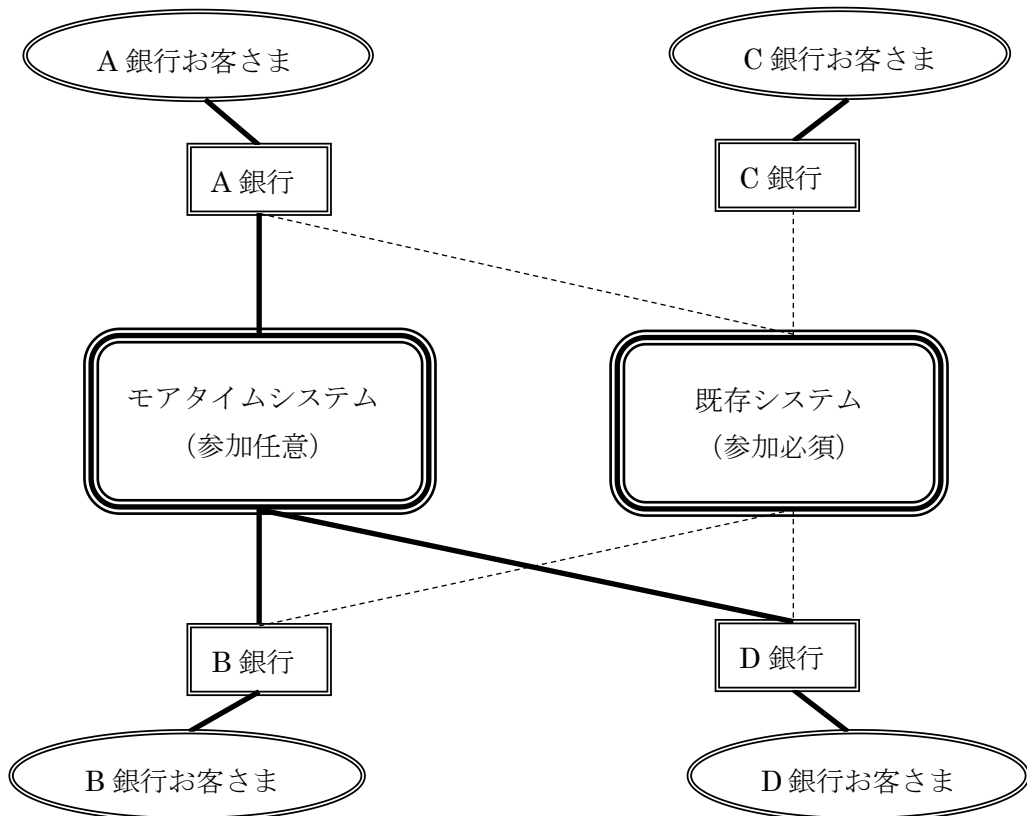 A 銀行お客さま
C 銀行お客さま
A 銀行
C 銀行
モアタイムシステム
（参加任意）
既存システム
（参加必須）
B 銀行
D 銀行
B 銀行お客さま
D 銀行お客さま